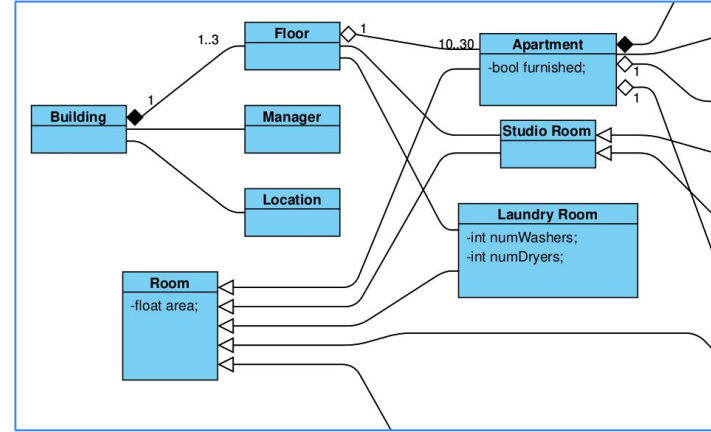 1..3
Floor
1
10..30
Apartment
-bool furnished;
1
1
1
Building
Manager
Studio Room
Location
Laundry Room
-int numWashers;
-int numDryers;
Room
-float area;